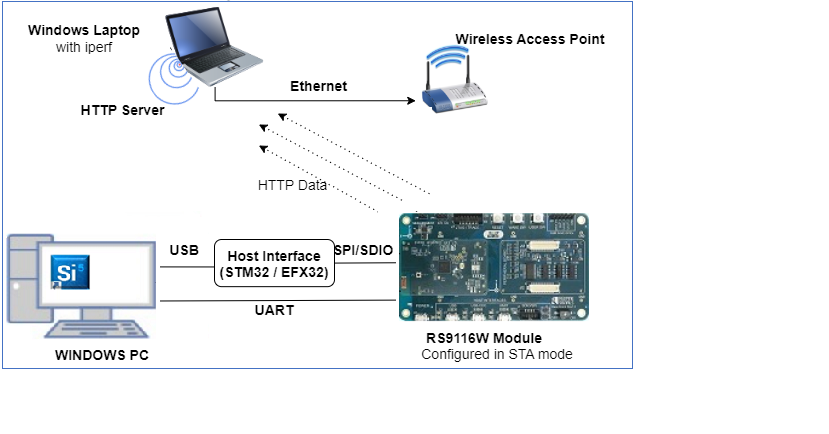 Windows Laptop
with iperf
Wireless Access Point
Ethernet
HTTP Server
HTTP Data
USB
Host Interface
(STM32 / EFX32)
SPI/SDIO
Si
UART
RS9116W Module
Configured in STA mode
WINDOWS PC